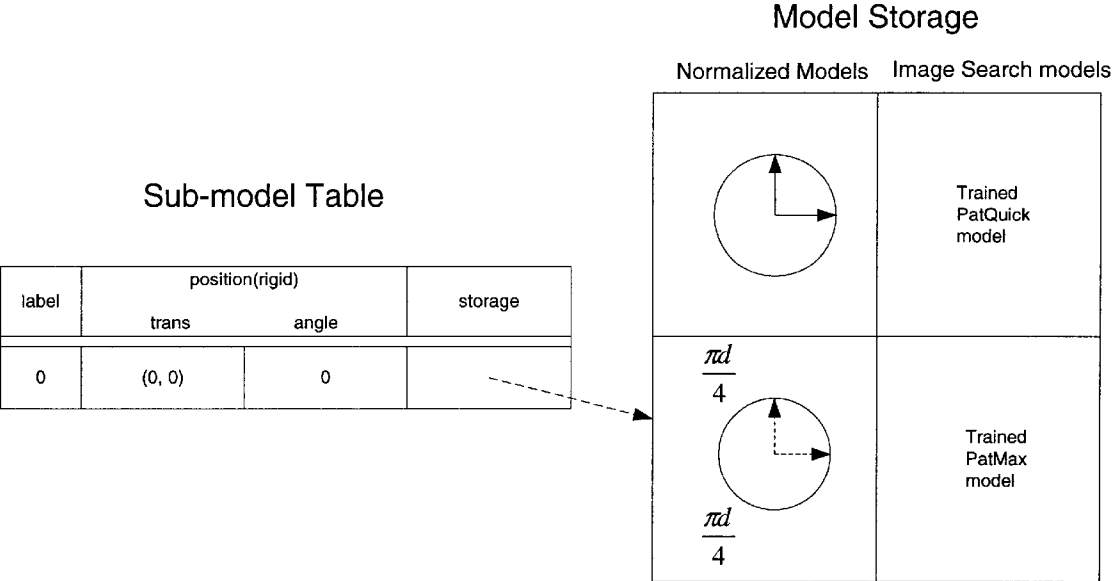 Model Storage
Normalized Models Image Search models
Sub-model Table
label position(rigid) storage
trans angle
0 (0, 0) 0
Trained
PatQuick
model
πd
4
πd
4
Trained
PatMax
model